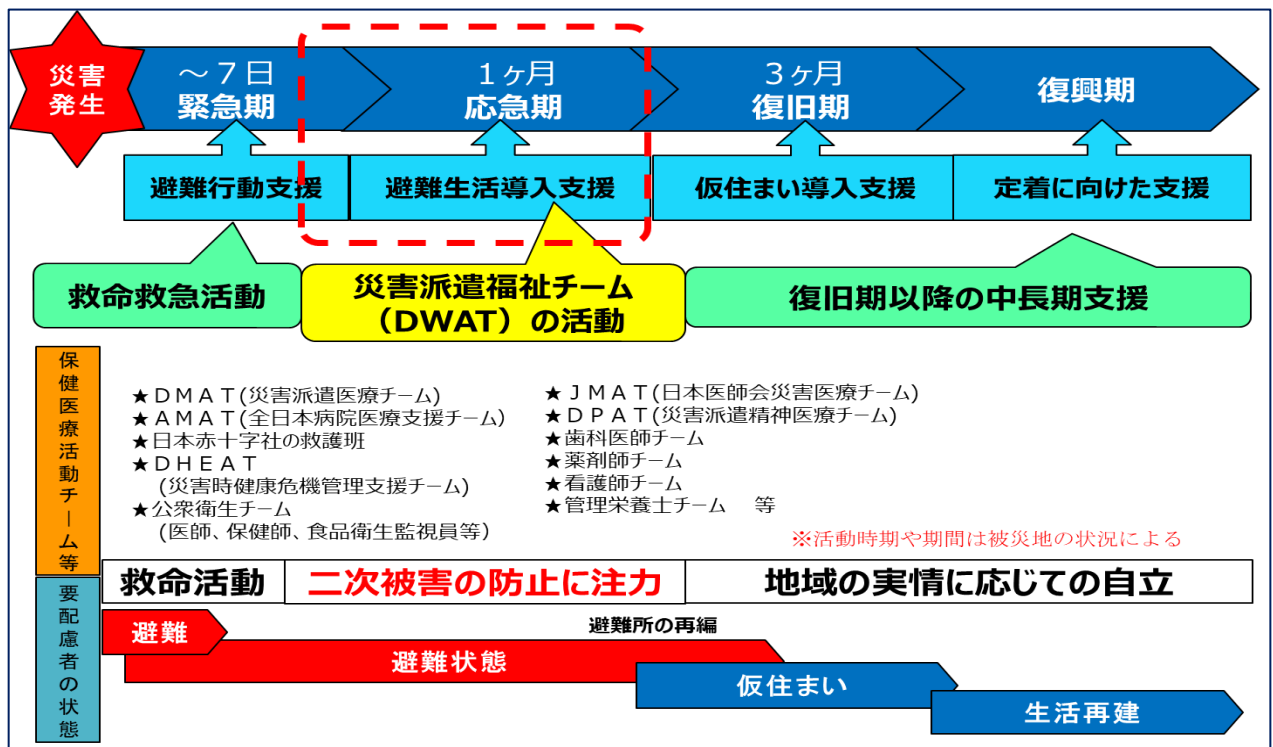 災害
発生
～７日
緊急期
１ヶ月
応急期
３ヶ月
復旧期
復興期
避難行動支援
避難生活導入支援
仮住まい導入支援
定着に向けた支援
救命救急活動
災害派遣福祉チーム
（DWAT）の活動
復旧期以降の中長期支援
保健医療活動チーム等
★ＤＭＡＴ(災害派遣医療チーム)
★ＡＭＡＴ(全日本病院医療支援チーム)
★日本赤十字社の救護班
★ＤＨＥＡＴ
(災害時健康危機管理支援チーム)
★公衆衛生チーム
(医師、保健師、食品衛生監視員等)
★ＪＭＡＴ(日本医師会災害医療チーム)
★ＤＰＡＴ(災害派遣精神医療チーム)
★歯科医師チーム
★薬剤師チーム
★看護師チーム
★管理栄養士チーム　等
※活動時期や期間は被災地の状況による
救命活動
二次被害の防止に注力
地域の実情に応じての自立
要配慮者の状態
避難
避難所の再編
避難状態
仮住まい
生活再建